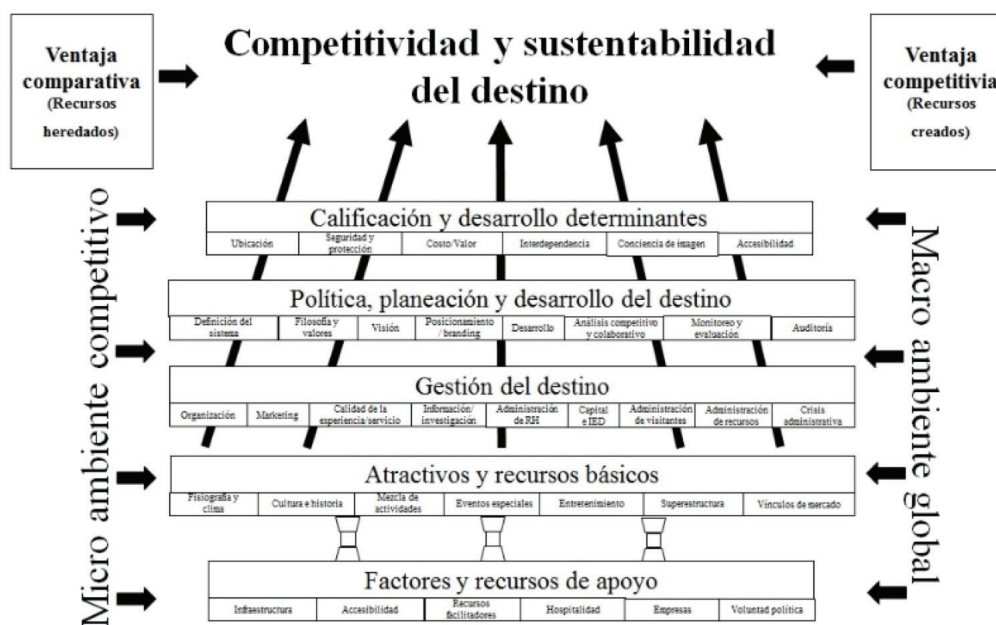 Ventaja
comparativa
(Recursos
heredados)
Competitividad y sustentabilidad
del destino
Ventaja
competitivia
(Recursos
creados)
Micro ambiente competitivo
Macro ambiente global
Calificación y desarrollo determinantes
Ubicación
Seguridad y
protección
Costo/Valor
Interdependencia
Conciencia de imagen
Accesibilidad
Política, planeación y desarrollo del destino
Definición del
sistema
Filosofía y
valores
Visión
Posicionamiento
/ branding
Desarrollo
Análisis competitivo
y colaborativo
Monitoreo y
evaluación
Auditoría
Gestión del destino
Organización
Marketing
Calidad de la
experiencia/servicio
Información/
investigación
Administración
de RH
Capital
e IED
Administración
de visitantes
Administración
de recursos
Crisis
administrativa
Atractivos y recursos básicos
Fisiografía y
clima
Cultura e historia
Mezcla de
actividades
Eventos especiales
Entretenimiento
Superestructura
Vínculos de mercado
Factores y recursos de apoyo
Infraestructura
Accesibilidad
Recursos
facilitadores
Hospitalidad
Empresas
Voluntad política